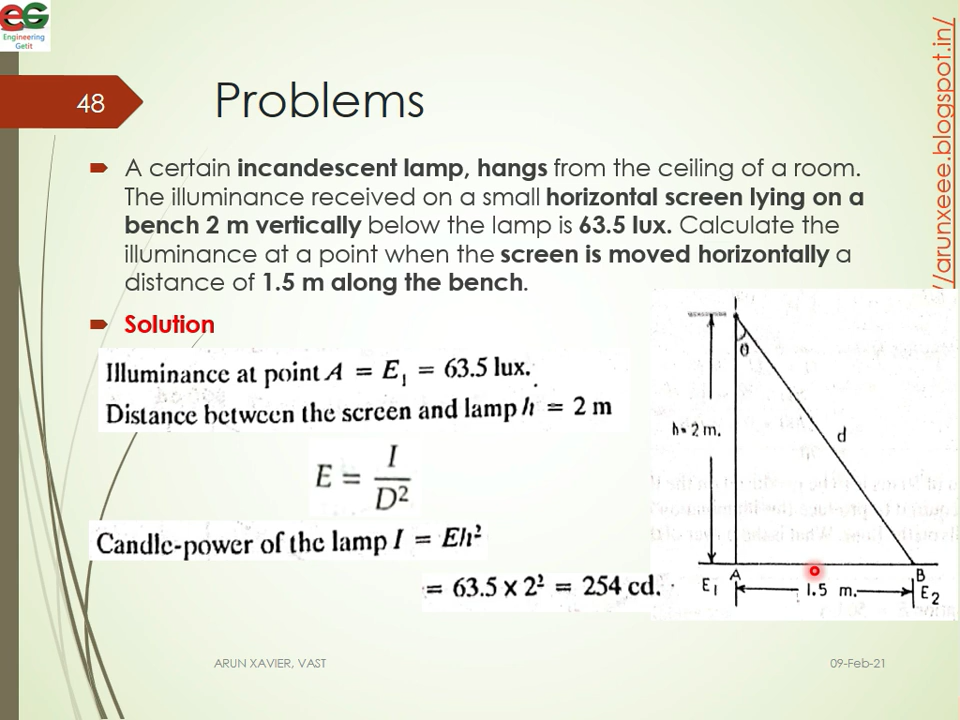 EG
Engineering
Getit
//arunxeee.blogspot.in/
48
Problems
A certain incandescent lamp, hangs from the ceiling of a room.
The illuminance received on a small horizontal screen lying on a
bench 2 m vertically below the lamp is 63.5 lux. Calculate the
illuminance at a point when the screen is moved horizontally a
distance of 1.5 m along the bench.
Solution
Illuminance at point A = E₁ = 63.5 lux.
Distance between the screen and lamp h = 2 m
E = I / D²
Candle-power of the lamp I = Eh²
= 63.5 x 2² = 254 cd.
θ
h = 2 m.
d
A
B
E₁
1.5 m.
E₂
ARUN XAVIER, VAST
09-Feb-21